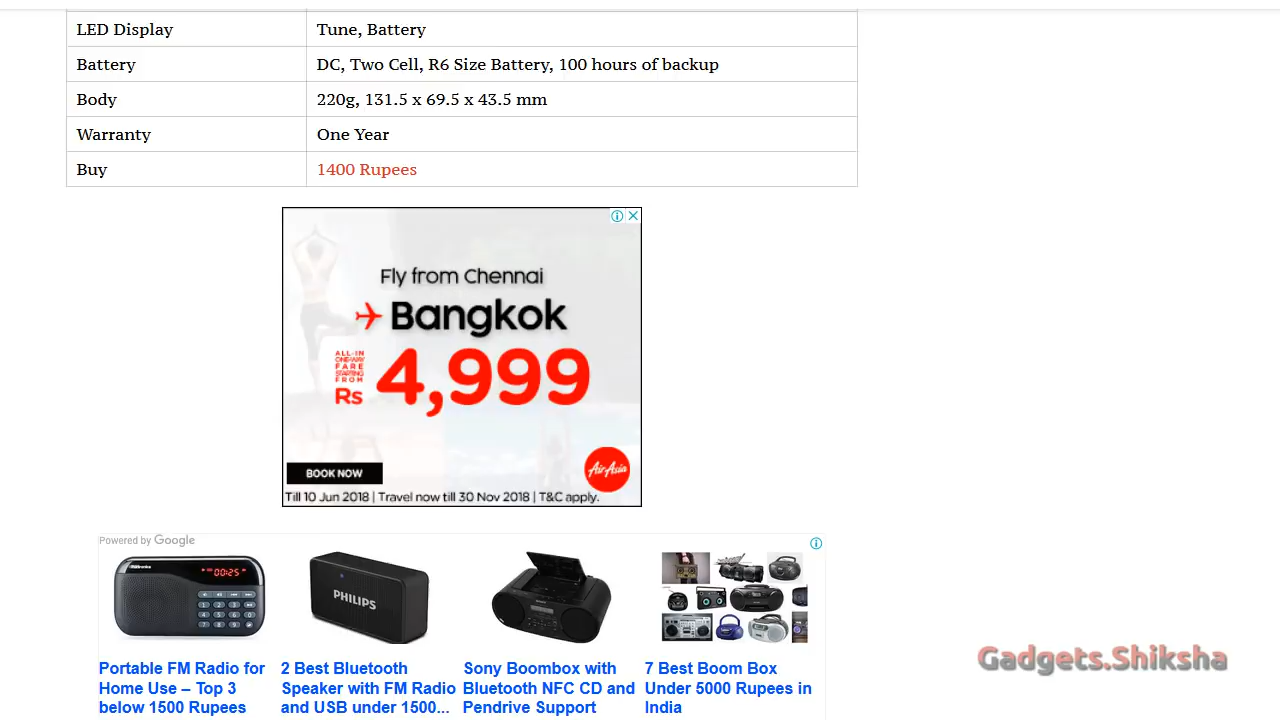 LED Display Tune, Battery
Battery DC, Two Cell, R6 Size Battery, 100 hours of backup
Body 220g, 131.5 x 69.5 x 43.5 mm
Warranty One Year
Buy 1400 Rupees
Fly from Chennai
Bangkok
ALL-IN
ONE-WAY
FARE
STARTING
FROM
Rs 4,999
AirAsia
BOOK NOW
Till 10 Jun 2018 | Travel now till 30 Nov 2018 | T&C apply.
Powered by Google
00:25
PHILIPS
Portable FM Radio for
Home Use – Top 3
below 1500 Rupees
2 Best Bluetooth
Speaker with FM Radio
and USB under 1500...
Sony Boombox with
Bluetooth NFC CD and
Pendrive Support
7 Best Boom Box
Under 5000 Rupees in
India
Gadgets.Shiksha